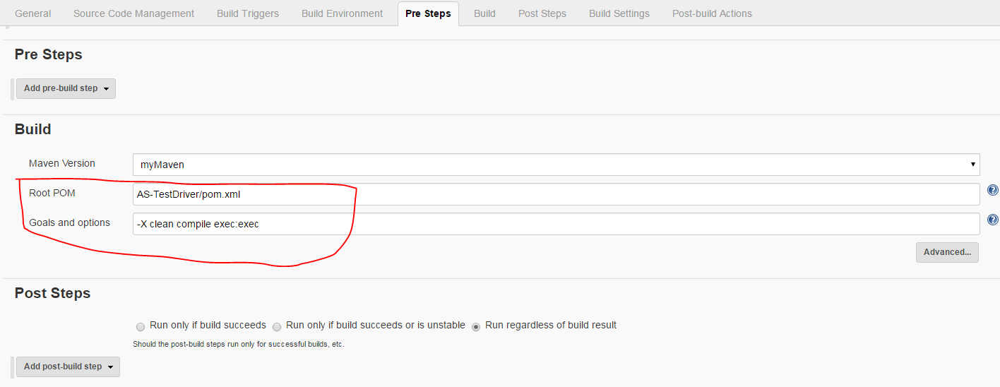 General Source Code Management Build Triggers Build Environment Pre Steps Build Post Steps Build Settings Post-build Actions
Pre Steps
Add pre-build step
Build
Maven Version myMaven
Root POM AS-TestDriver/pom.xml ?
Goals and options -X clean compile exec:exec ?
Advanced...
Post Steps
Run only if build succeeds Run only if build succeeds or is unstable Run regardless of build result
Should the post-build steps run only for successful builds, etc.
Add post-build step